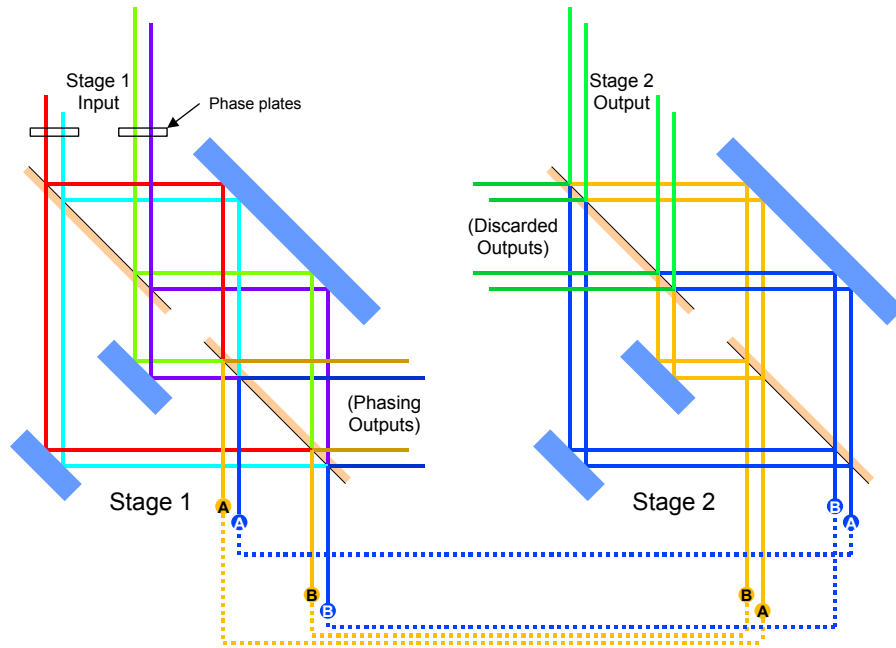 Stage 1
Input
Phase plates
Stage 2
Output
(Discarded
Outputs)
(Phasing
Outputs)
Stage 1
Stage 2
A
A
B
B
B
A
B
A